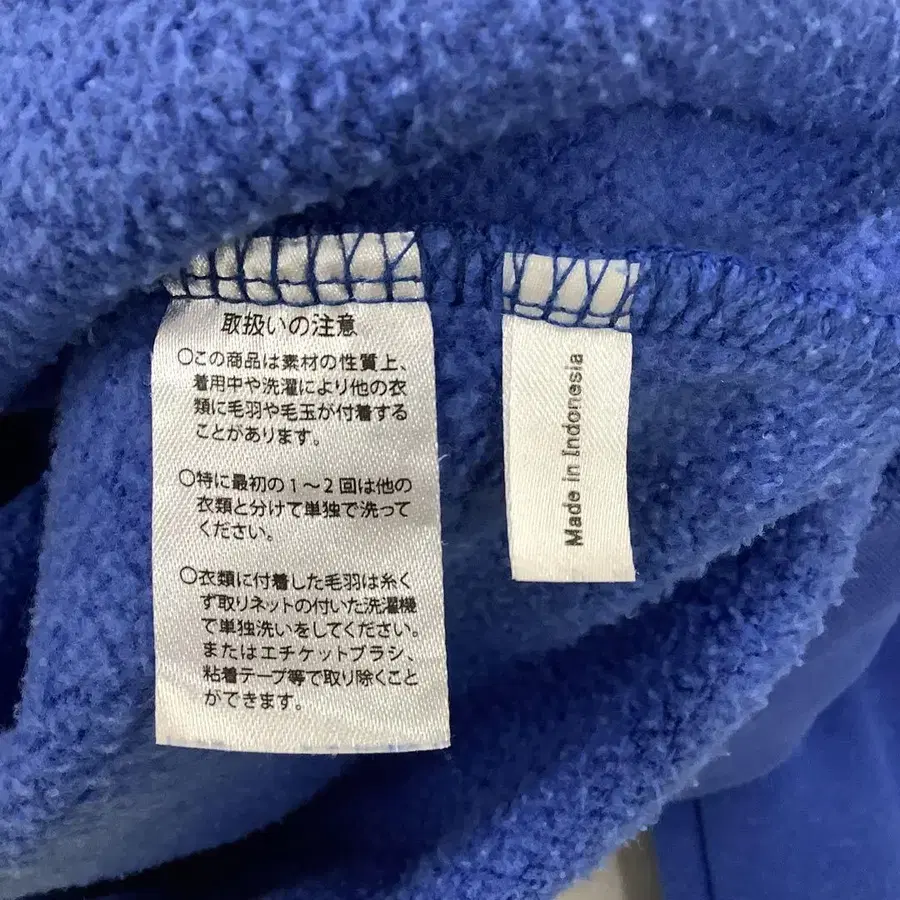 取扱いの注意
○この商品は素材の性質上、
着用中や洗濯により他の衣
類に毛羽や毛玉が付着する
ことがあります。
○特に最初の１～２回は他の
衣類と分けて単独で洗って
ください。
○衣類に付着した毛羽は糸く
ず取りネットの付いた洗濯機
で単独洗いをしてください。
またはエチケットブラシ、
粘着テープ等で取り除くこと
ができます。
Made in Indonesia